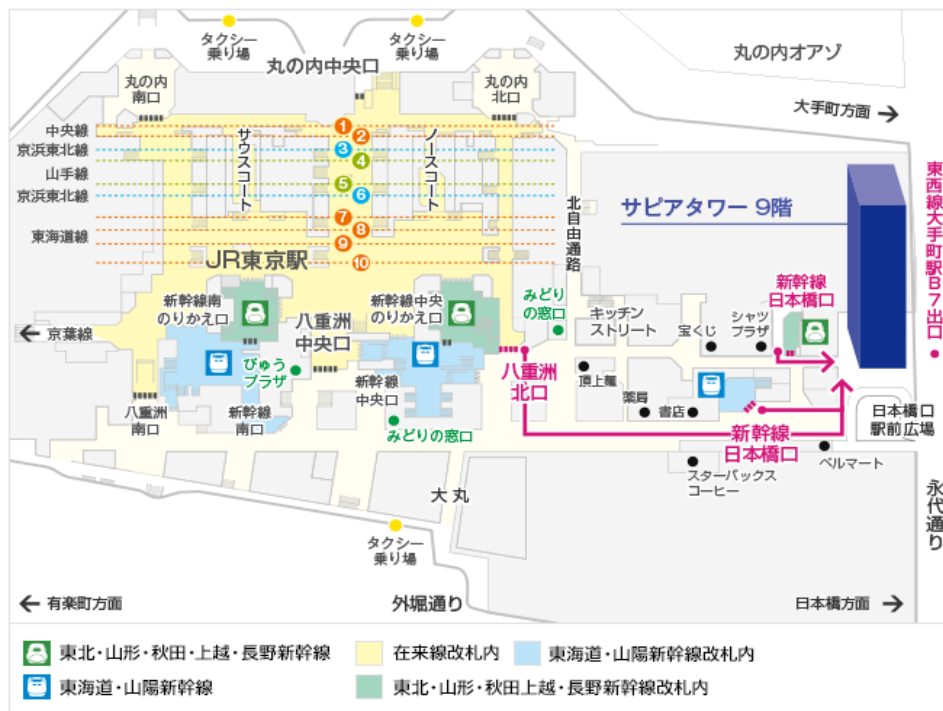 タクシー
乗り場
タクシー
乗り場
丸の内中央口
丸の内オアゾ
丸の内
南口
丸の内
北口
大手町方面
中央線
京浜東北線
山手線
京浜東北線
東海道線
1
2
3
4
5
6
7
8
9
10
サウスコート
ノースコート
北自由通路
サピアタワー 9階
東西線大手町駅B7出口
JR東京駅
新幹線南
のりかえ口
新幹線中央
のりかえ口
八重洲
中央口
みどり
の窓口
キッチン
ストリート
新幹線
日本橋口
宝くじ
シャツ
プラザ
京葉線
びゅう
プラザ
新幹線
中央口
八重洲
北口
頂上麺
薬局
書店
八重洲
南口
新幹線
南口
みどりの窓口
新幹線
日本橋口
日本橋口
駅前広場
ベルマート
スターバックス
コーヒー
大丸
永代通り
タクシー
乗り場
有楽町方面
外堀通り
日本橋方面
東北・山形・秋田・上越・長野新幹線
在来線改札内
東海道・山陽新幹線改札内
東海道・山陽新幹線
東北・山形・秋田上越・長野新幹線改札内